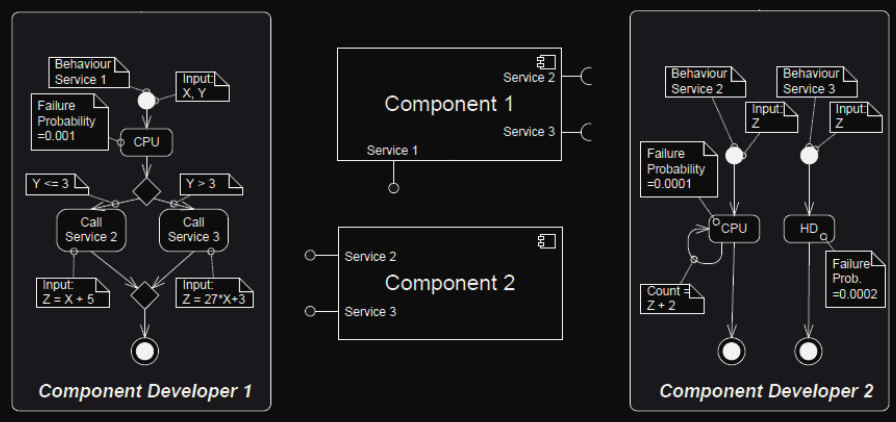 Behaviour
Service 1
Input:
X, Y
Failure
Probability
=0.001
CPU
Y <= 3
Y > 3
Call
Service 2
Call
Service 3
Input:
Z = X + 5
Input:
Z = 27*X+3
Component Developer 1
Service 2
Component 1
Service 3
Service 1
Service 2
Component 2
Service 3
Behaviour
Service 2
Behaviour
Service 3
Input:
Z
Input:
Z
Failure
Probability
=0.0001
CPU
HD
Count =
Z + 2
Failure
Prob.
=0.0002
Component Developer 2